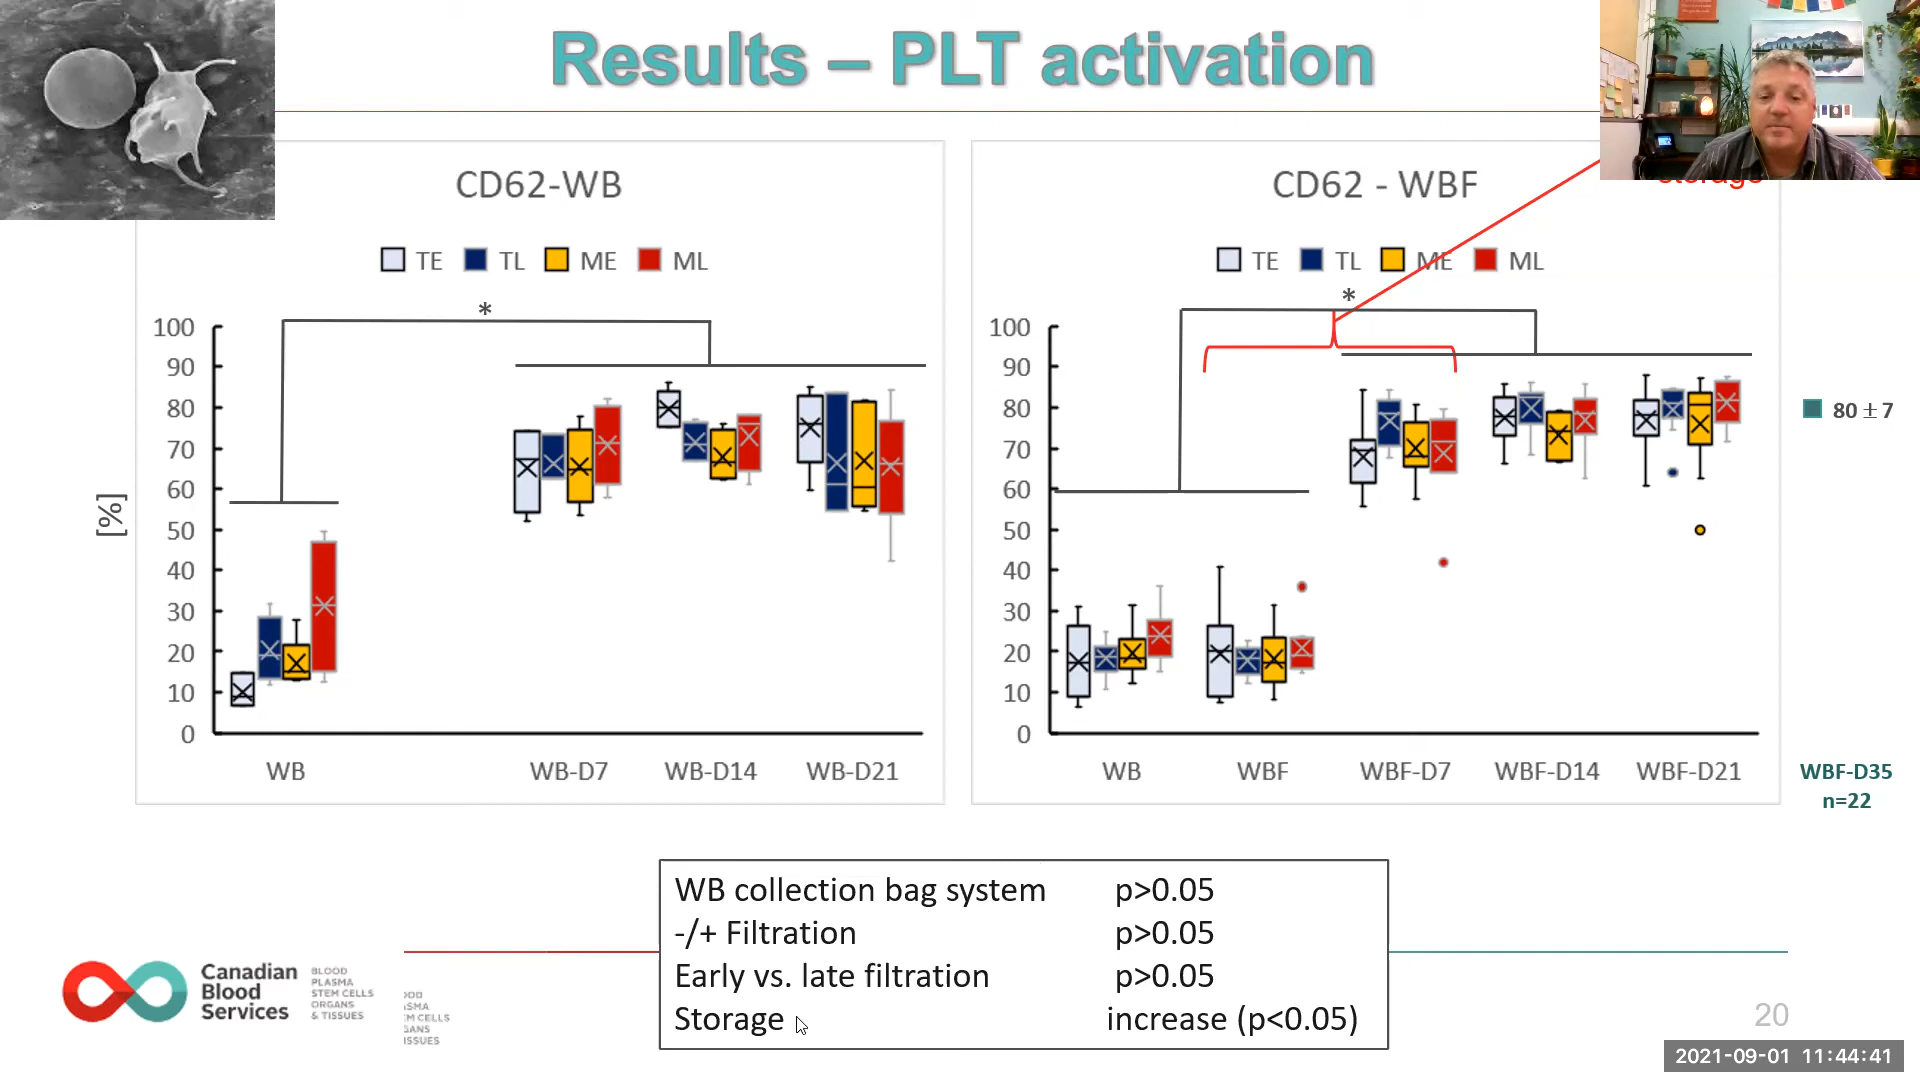 Results – PLT activation
storage
CD62-WB
TE TL ME ML
*
100
90
80
70
60
50
40
30
20
10
0
[%]
WB WB-D7 WB-D14 WB-D21
CD62 - WBF
TE TL ME ML
*
100
90
80
70
60
50
40
30
20
10
0
WB WBF WBF-D7 WBF-D14 WBF-D21
80 ± 7
WBF-D35
n=22
WB collection bag system p>0.05
-/+ Filtration p>0.05
Early vs. late filtration p>0.05
Storage increase (p<0.05)
Canadian
Blood
Services
BLOOD
PLASMA
STEM CELLS
ORGANS
& TISSUES
20
2021-09-01 11:44:41